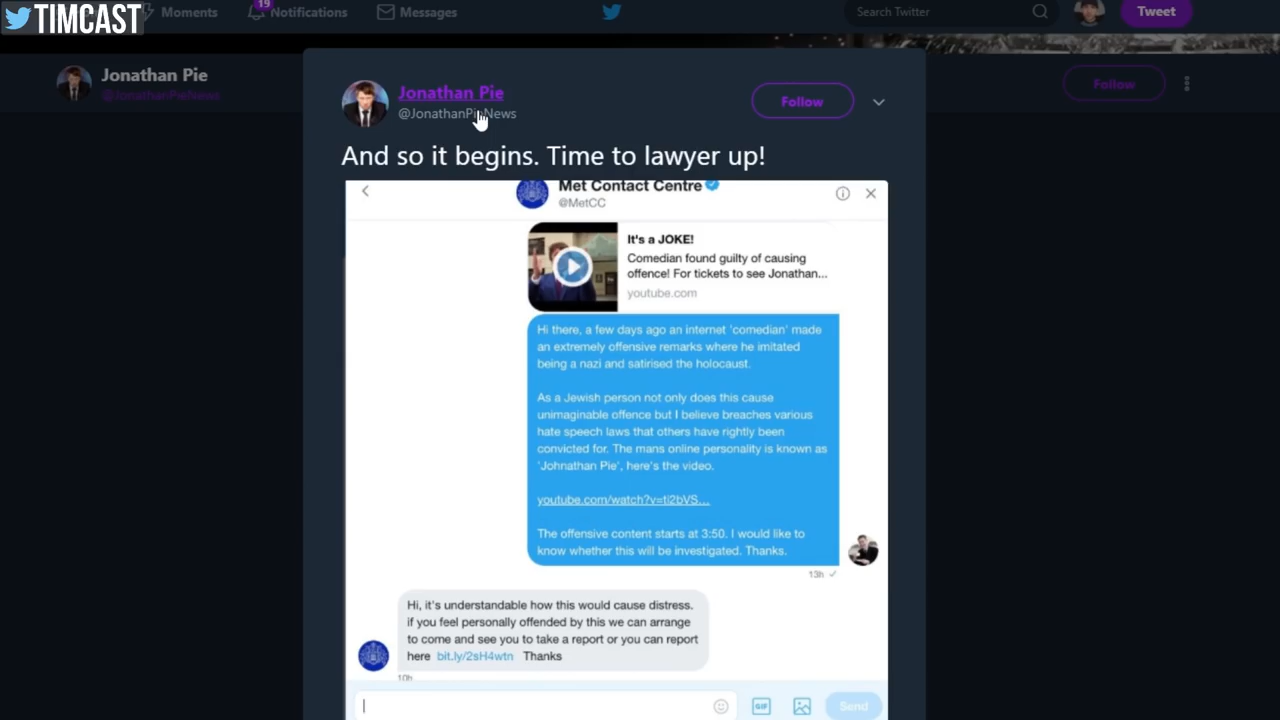 TIMCAST
Moments
19
Notifications
Messages
Search Twitter
Tweet
Jonathan Pie
@JonathanPieNews
Follow
Jonathan Pie
@JonathanPieNews
Follow
And so it begins. Time to lawyer up!
Met Contact Centre
@MetCC
It's a JOKE!
Comedian found guilty of causing
offence! For tickets to see Jonathan...
youtube.com
Hi there, a few days ago an internet 'comedian' made
an extremely offensive remarks where he imitated
being a nazi and satirised the holocaust.
As a Jewish person not only does this cause
unimaginable offence but I believe breaches various
hate speech laws that others have rightly been
convicted for. The mans online personality is known as
'Johnathan Pie', here's the video.
youtube.com/watch?v=ti2bVS...
The offensive content starts at 3:50. I would like to
know whether this will be investigated. Thanks.
13h
Hi, it's understandable how this would cause distress.
if you feel personally offended by this we can arrange
to come and see you to take a report or you can report
here bit.ly/2sH4wtn Thanks
10h
GIF
Send